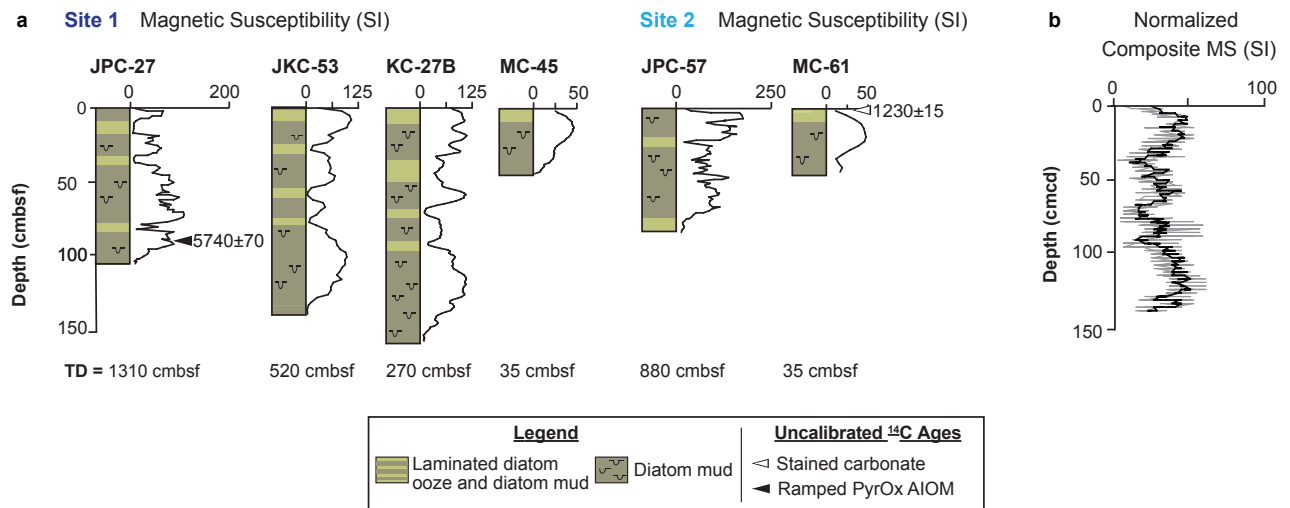 a Site 1 Magnetic Susceptibility (SI) Site 2 Magnetic Susceptibility (SI) b Normalized
Composite MS (SI)
JPC-27 JKC-53 KC-27B MC-45 JPC-57 MC-61
0 200 0 125 0 125 0 50 0 250 0 50 0 100
0 1230±15 0
50 50
5740±70
100 100
150 150
Depth (cmbsf)
Depth (cmcd)
TD = 1310 cmbsf 520 cmbsf 270 cmbsf 35 cmbsf 880 cmbsf 35 cmbsf
Legend
Laminated diatom
ooze and diatom mud
Diatom mud
Uncalibrated ¹⁴C Ages
Stained carbonate
Ramped PyrOx AIOM